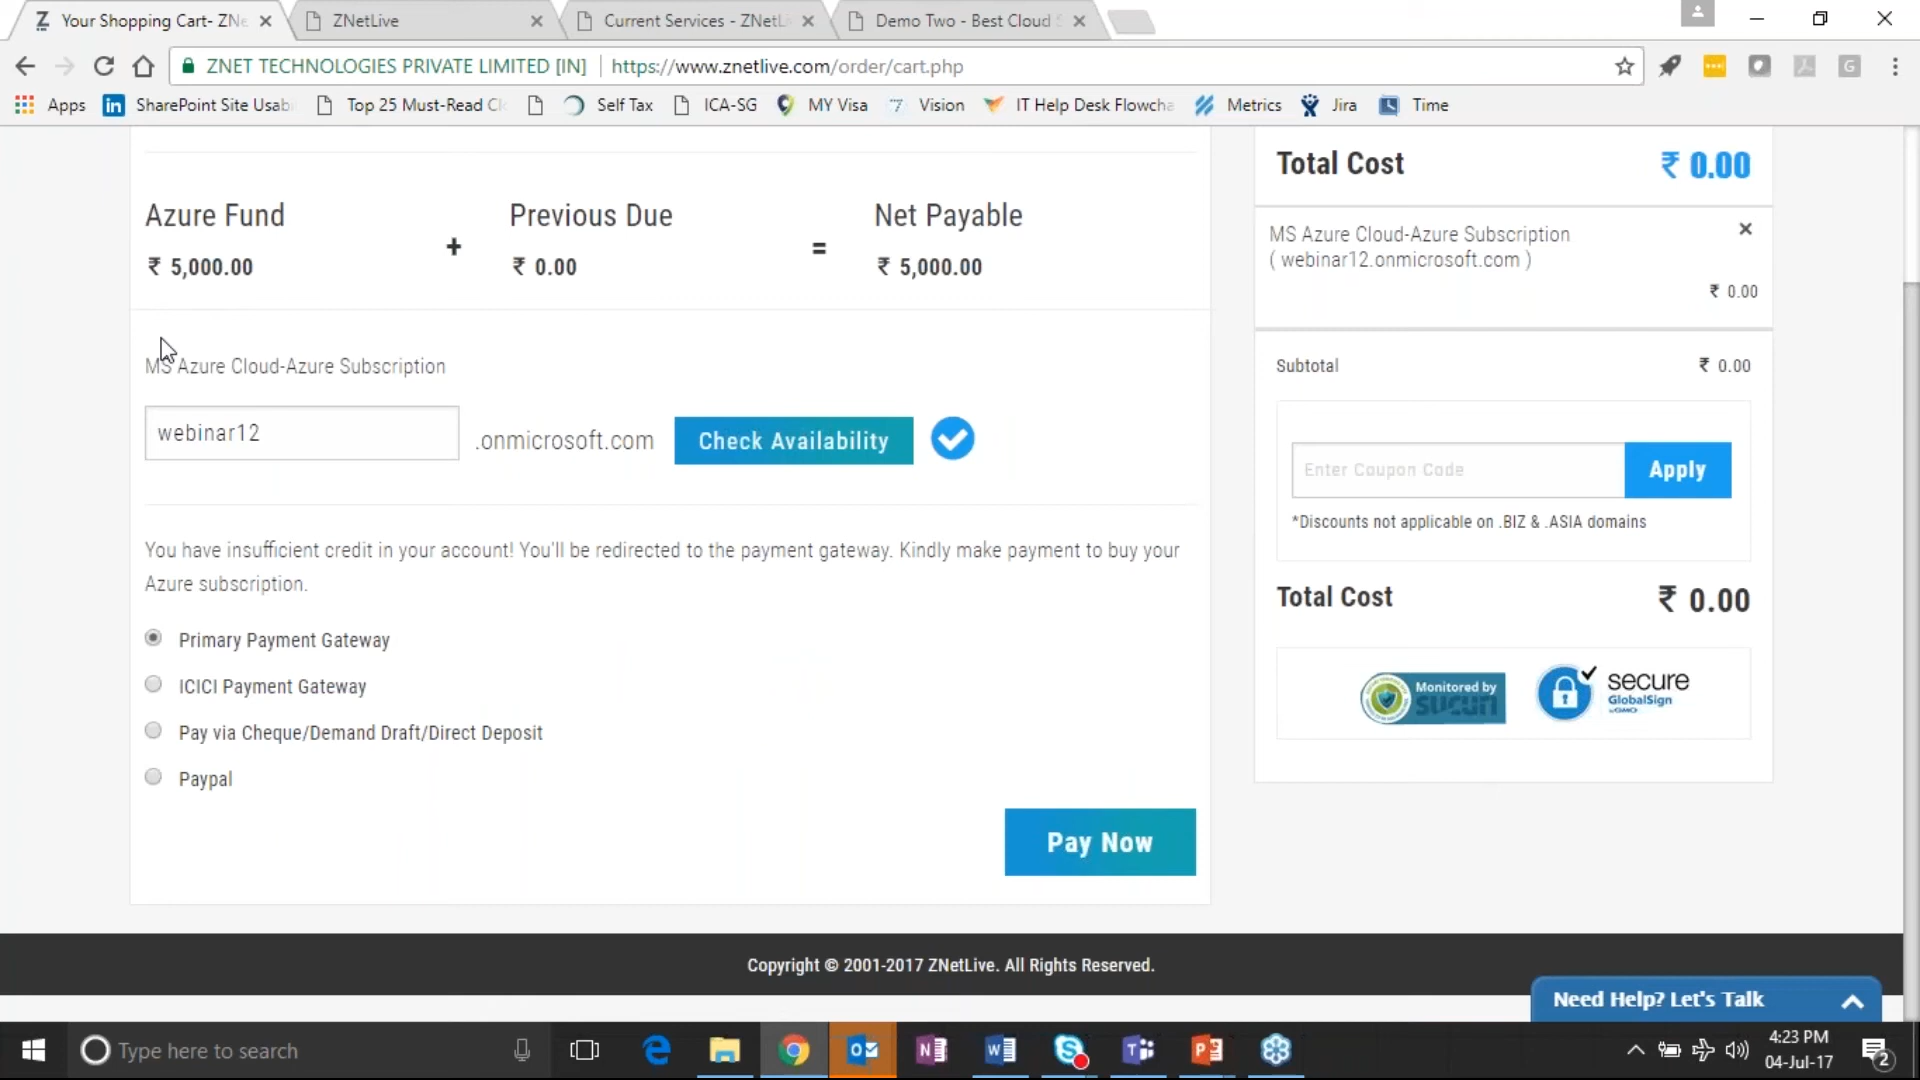 Your Shopping Cart- ZNe
ZNetLive
Current Services - ZNetLi
Demo Two - Best Cloud S
ZNET TECHNOLOGIES PRIVATE LIMITED [IN]
https://www.znetlive.com/order/cart.php
Apps
SharePoint Site Usabi
Top 25 Must-Read Cl
Self Tax
ICA-SG
MY Visa
Vision
IT Help Desk Flowcha
Metrics
Jira
Time
Azure Fund
₹ 5,000.00
+
Previous Due
₹ 0.00
=
Net Payable
₹ 5,000.00
MS Azure Cloud-Azure Subscription
webinar12
.onmicrosoft.com
Check Availability
You have insufficient credit in your account! You'll be redirected to the payment gateway. Kindly make payment to buy your
Azure subscription.
Primary Payment Gateway
ICICI Payment Gateway
Pay via Cheque/Demand Draft/Direct Deposit
Paypal
Pay Now
Total Cost
₹ 0.00
MS Azure Cloud-Azure Subscription
( webinar12.onmicrosoft.com )
₹ 0.00
Subtotal
₹ 0.00
Enter Coupon Code
Apply
*Discounts not applicable on .BIZ & .ASIA domains
Total Cost
₹ 0.00
Monitored by
sucuri
secure
GlobalSign
by GMO
Copyright © 2001-2017 ZNetLive. All Rights Reserved.
Need Help? Let's Talk
Type here to search
4:23 PM
04-Jul-17
2